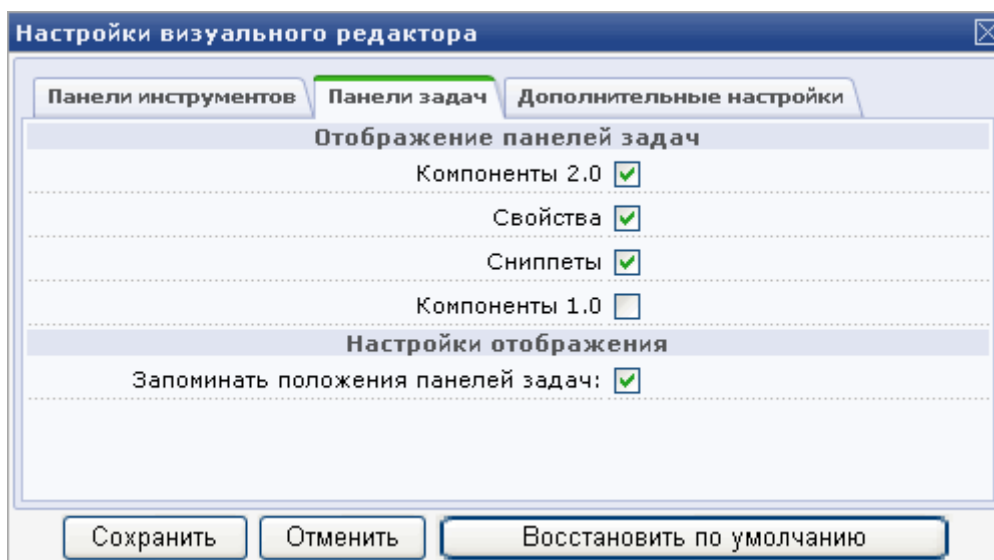 Настройки визуального редактора
Панели инструментов Панели задач Дополнительные настройки
Отображение панелей задач
Компоненты 2.0
Свойства
Сниппеты
Компоненты 1.0
Настройки отображения
Запоминать положения панелей задач:
Сохранить Отменить Восстановить по умолчанию